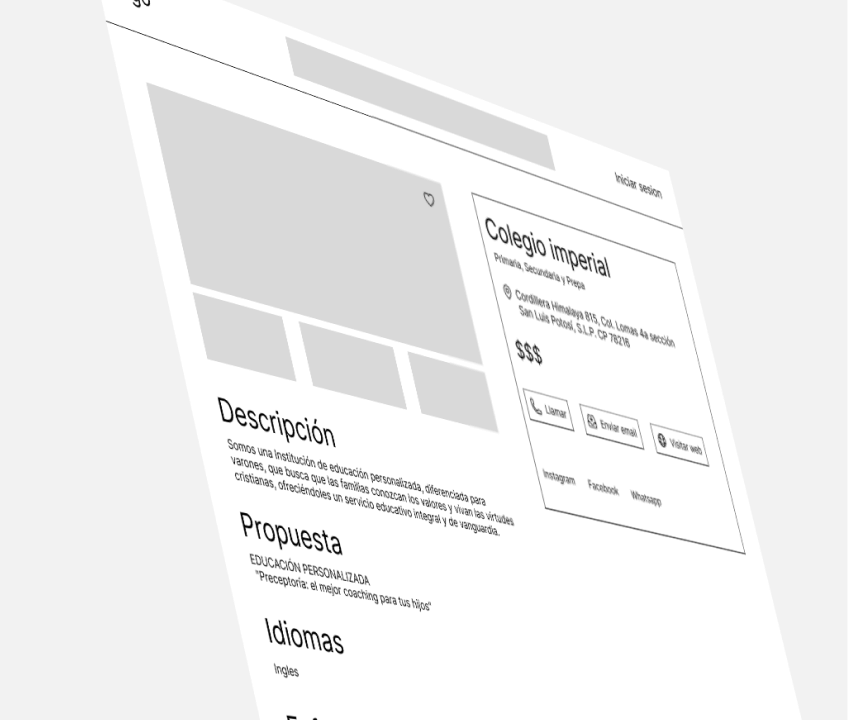 go
Iniciar sesion
Colegio imperial
Primaria, Secundaria y Prepa
Cordillera Himalaya 815, Col. Lomas 4a sección
San Luis Potosí, S.L.P. CP 78216
$$$
Llamar
Enviar email
Visitar web
Instagram
Facebook
Whatsapp
Descripción
Somos una institución de educación personalizada, diferenciada para
varones, que busca que las familias conozcan los valores y vivan las virtudes
cristianas, ofreciéndoles un servicio educativo integral y de vanguardia.
Propuesta
EDUCACIÓN PERSONALIZADA
"Preceptoría: el mejor coaching para tus hijos"
Idiomas
Ingles